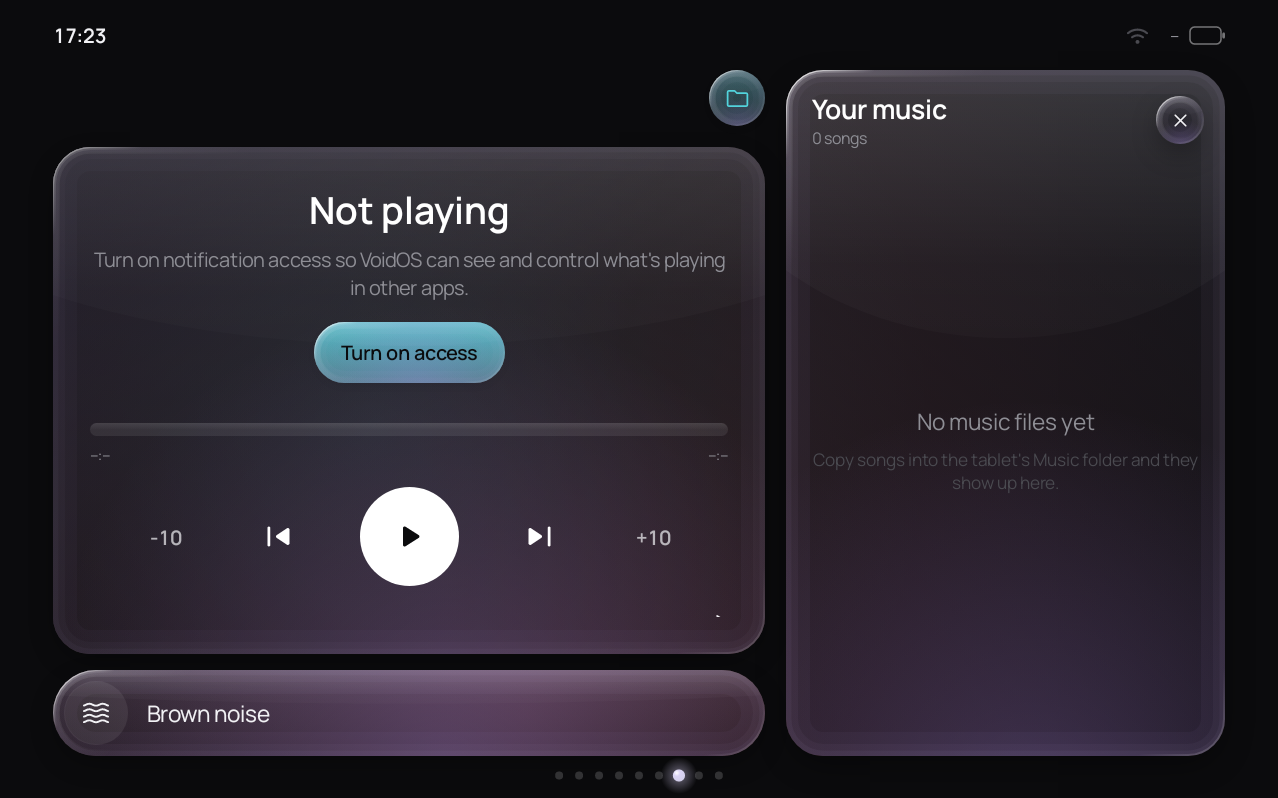 17:23
–
Your music
0 songs
Not playing
Turn on notification access so VoidOS can see and control what's playing
in other apps.
Turn on access
–:–
–:–
-10
+10
No music files yet
Copy songs into the tablet's Music folder and they
show up here.
Brown noise